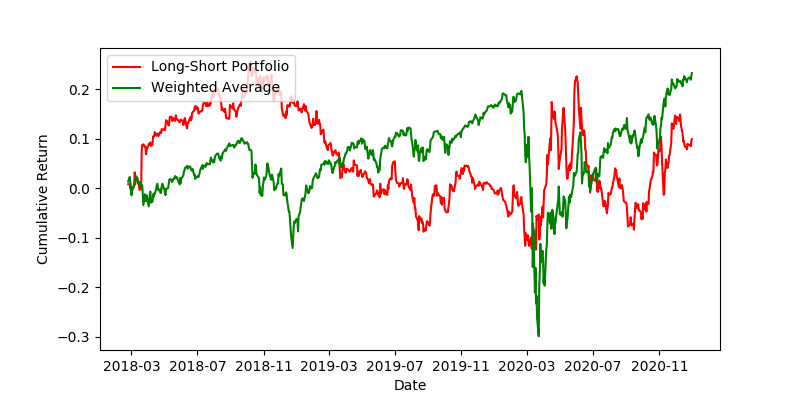 Long-Short Portfolio
Weighted Average
Cumulative Return
0.2
0.1
0.0
−0.1
−0.2
−0.3
2018-03 2018-07 2018-11 2019-03 2019-07 2019-11 2020-03 2020-07 2020-11
Date